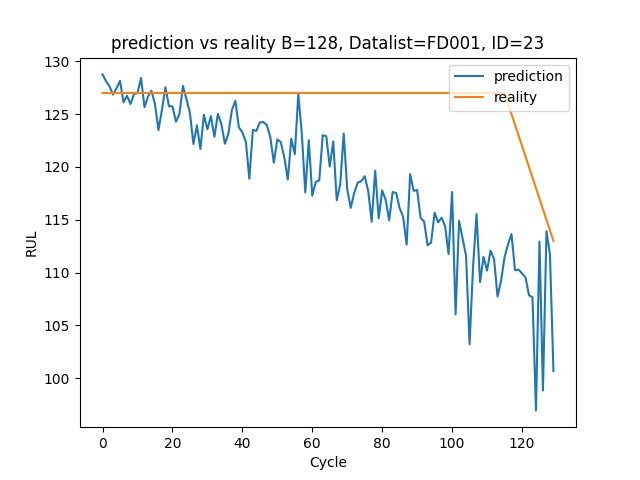 prediction vs reality B=128, Datalist=FD001, ID=23
prediction
reality
130
125
120
115
110
105
100
RUL
0 20 40 60 80 100 120
Cycle